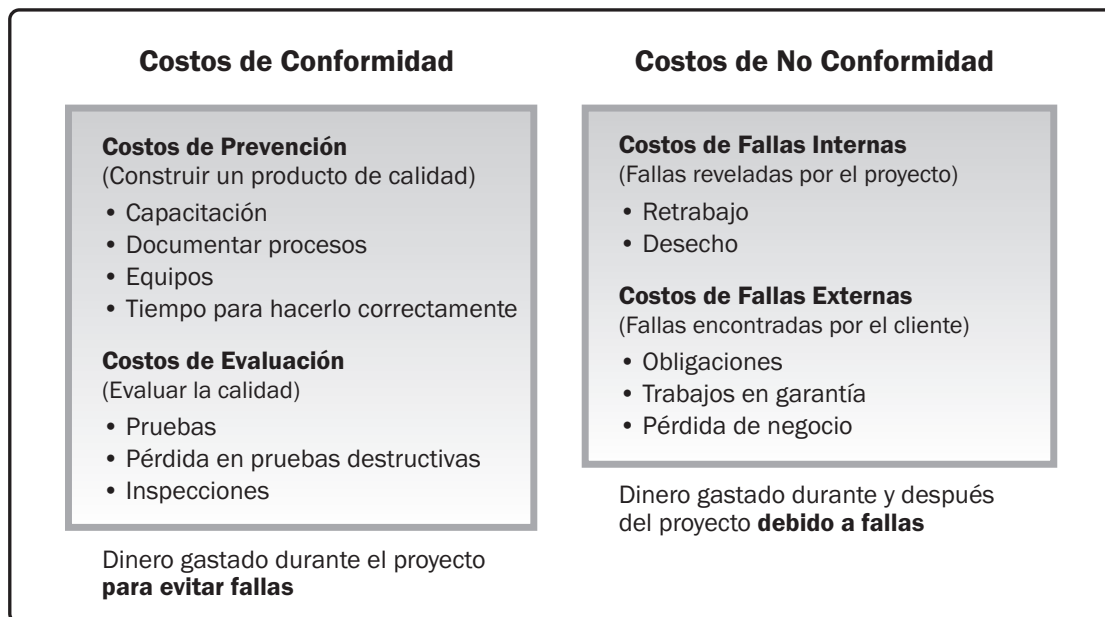 Costos de Conformidad
Costos de Prevención
(Construir un producto de calidad)
• Capacitación
• Documentar procesos
• Equipos
• Tiempo para hacerlo correctamente
Costos de Evaluación
(Evaluar la calidad)
• Pruebas
• Pérdida en pruebas destructivas
• Inspecciones
Dinero gastado durante el proyecto
para evitar fallas
Costos de No Conformidad
Costos de Fallas Internas
(Fallas reveladas por el proyecto)
• Retrabajo
• Desecho
Costos de Fallas Externas
(Fallas encontradas por el cliente)
• Obligaciones
• Trabajos en garantía
• Pérdida de negocio
Dinero gastado durante y después
del proyecto debido a fallas